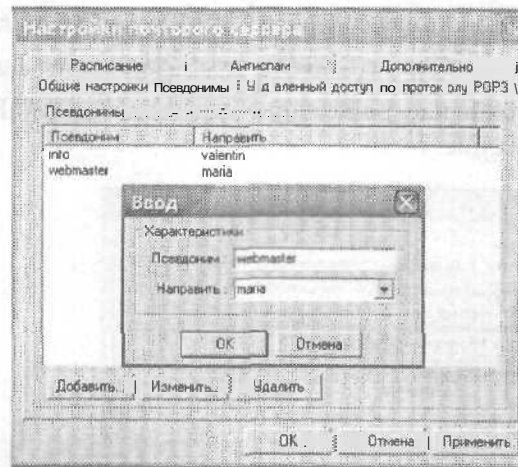 Настройки почтового сервера
Расписание Антиспам Дополнительно
Общие настройки Псевдонимы Удаленный доступ по протоколу POP3
Псевдонимы
Псевдоним Направить
info valentin
webmaster maria
Ввод
Характеристики
Псевдоним webmaster
Направить: maria
OK Отмена
Добавить... Изменить... Удалить
OK Отмена Применить